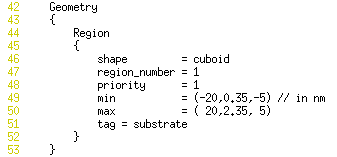 42    Geometry
43    {
44        Region
45        {
46            shape         = cuboid
47            region_number = 1
48            priority      = 1
49            min           = (-20,0.35,-5) // in nm
50            max           = ( 20,2.35, 5)
51            tag = substrate
52        }
53    }